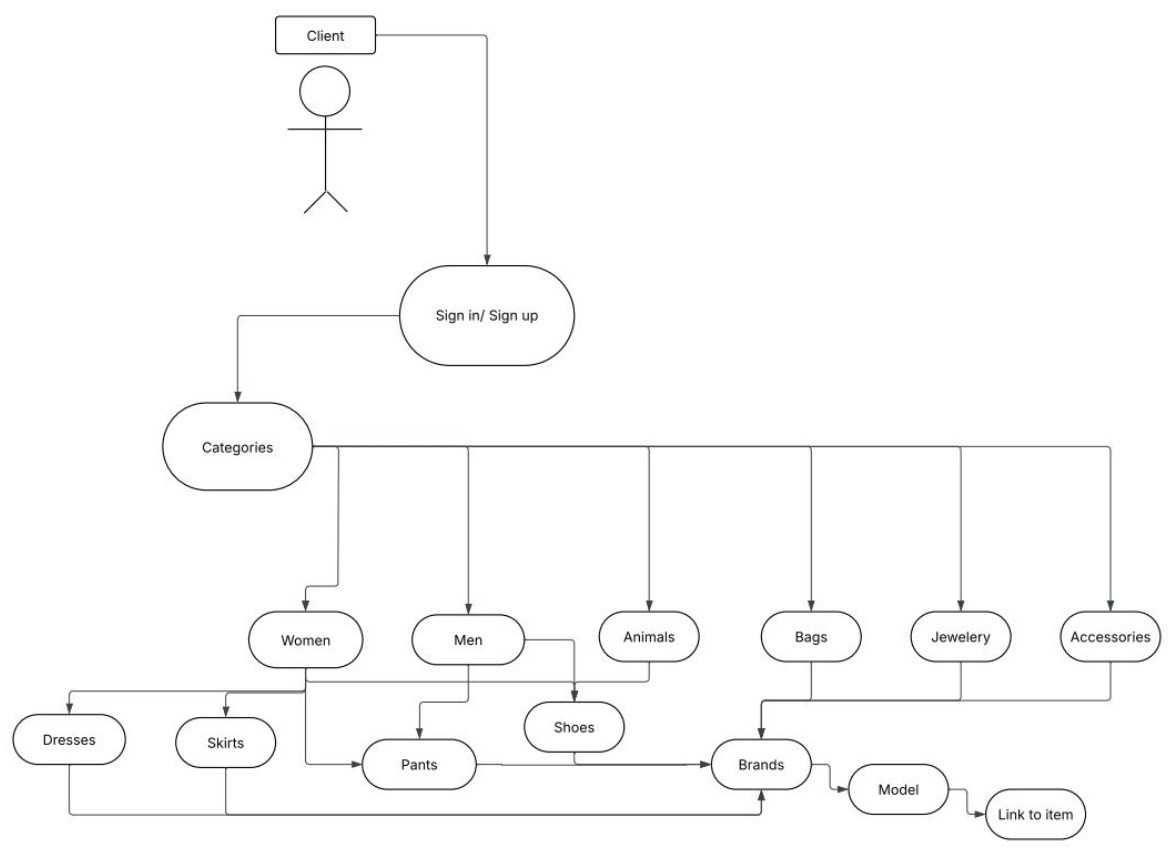 Client
Sign in/ Sign up
Categories
Women
Men
Animals
Bags
Jewelery
Accessories
Dresses
Skirts
Pants
Shoes
Brands
Model
Link to item